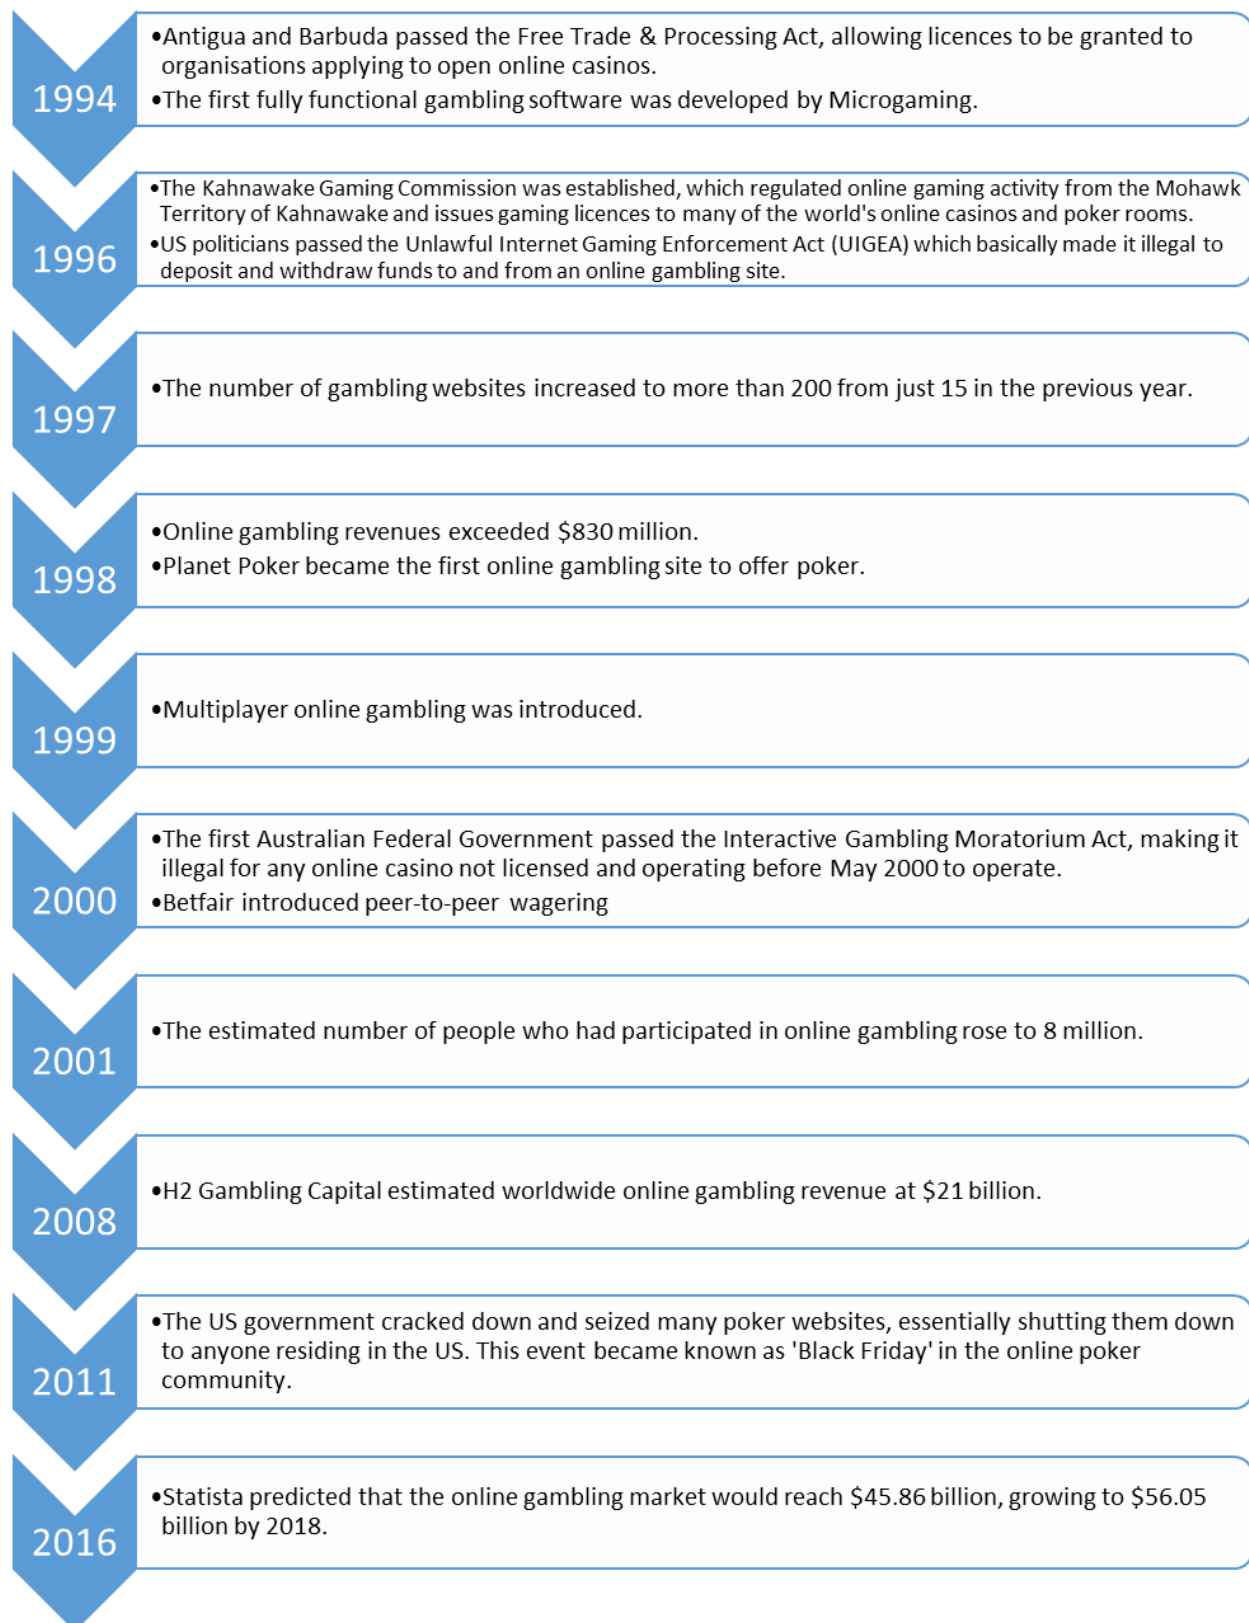 1994
•Antigua and Barbuda passed the Free Trade & Processing Act, allowing licences to be granted to
organisations applying to open online casinos.
•The first fully functional gambling software was developed by Microgaming.
1996
•The Kahnawake Gaming Commission was established, which regulated online gaming activity from the Mohawk
Territory of Kahnawake and issues gaming licences to many of the world's online casinos and poker rooms.
•US politicians passed the Unlawful Internet Gaming Enforcement Act (UIGEA) which basically made it illegal to
deposit and withdraw funds to and from an online gambling site.
1997
•The number of gambling websites increased to more than 200 from just 15 in the previous year.
1998
•Online gambling revenues exceeded $830 million.
•Planet Poker became the first online gambling site to offer poker.
1999
•Multiplayer online gambling was introduced.
2000
•The first Australian Federal Government passed the Interactive Gambling Moratorium Act, making it
illegal for any online casino not licensed and operating before May 2000 to operate.
•Betfair introduced peer-to-peer wagering
2001
•The estimated number of people who had participated in online gambling rose to 8 million.
2008
•H2 Gambling Capital estimated worldwide online gambling revenue at $21 billion.
2011
•The US government cracked down and seized many poker websites, essentially shutting them down
to anyone residing in the US. This event became known as 'Black Friday' in the online poker
community.
2016
•Statista predicted that the online gambling market would reach $45.86 billion, growing to $56.05
billion by 2018.